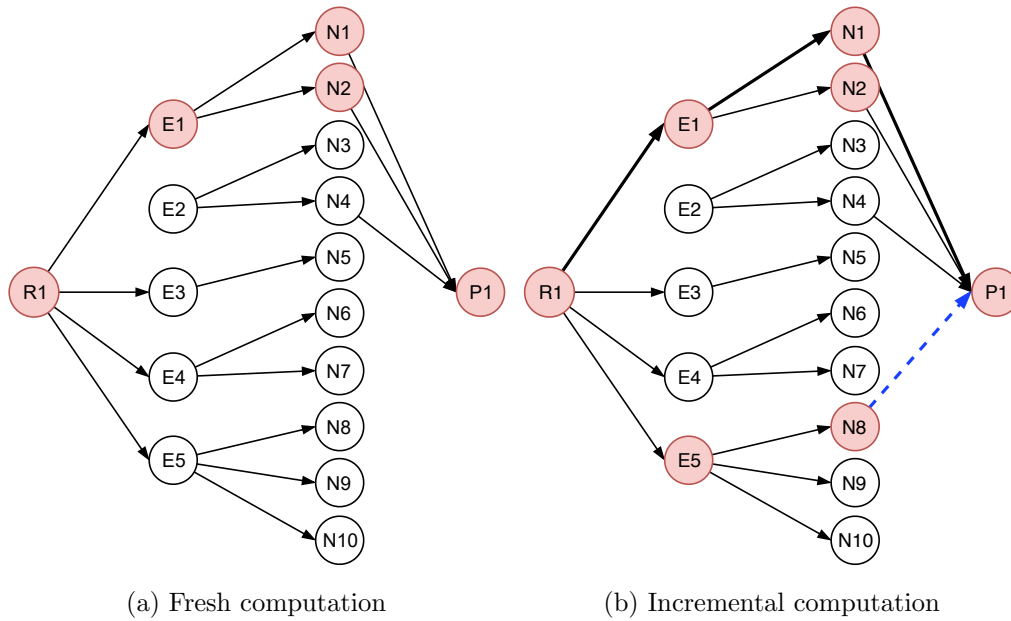 N1
N2
E1
N3
E2
N4
N5
R1
E3
P1
N6
E4
N7
N8
E5
N9
N10
(a) Fresh computation
N1
N2
E1
N3
E2
N4
N5
R1
E3
P1
N6
E4
N7
N8
E5
N9
N10
(b) Incremental computation